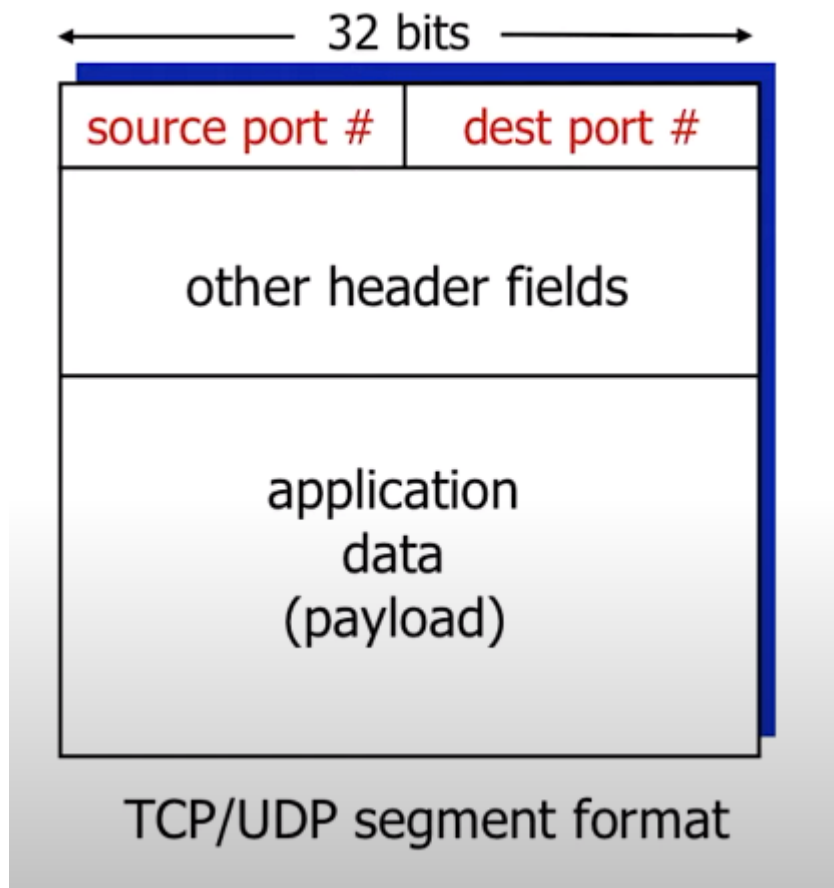 32 bits
source port # dest port #
other header fields
application
data
(payload)
TCP/UDP segment format